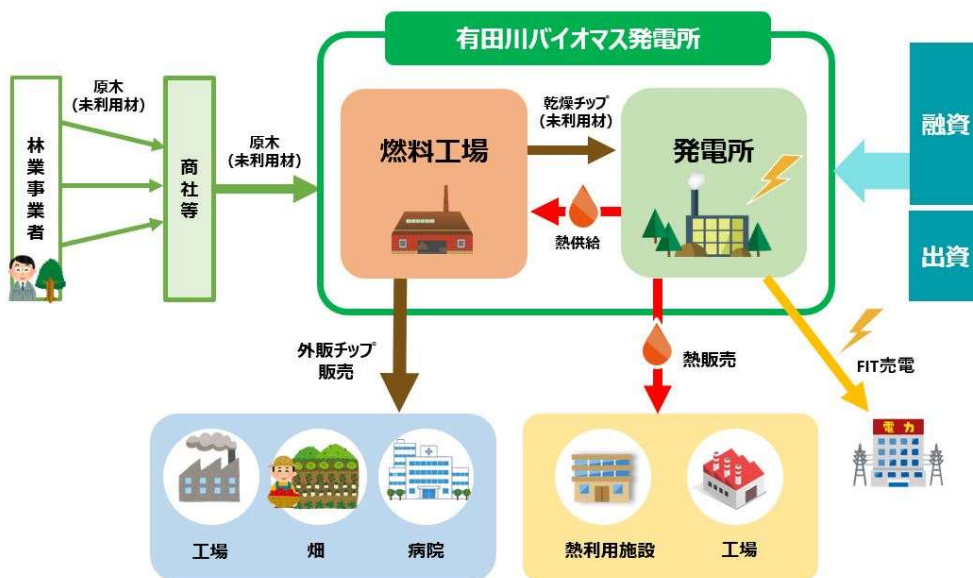 有田川バイオマス発電所
林業事業者
原木
(未利用材)
商社等
原木
(未利用材)
燃料工場
乾燥チップ
(未利用材)
熱供給
発電所
融資
出資
外販チップ
販売
熱販売
FIT売電
電力
工場
畑
病院
熱利用施設
工場